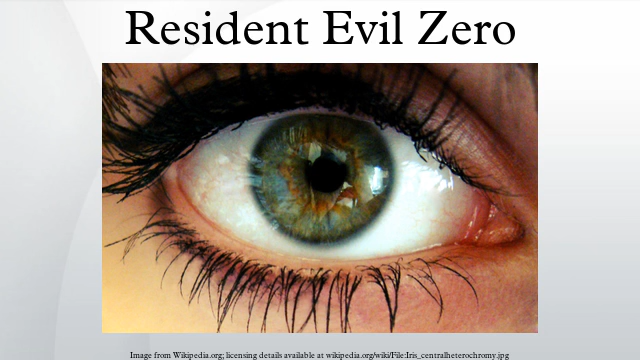 Resident Evil Zero
Image from Wikipedia.org; licensing details available at wikipedia.org/wiki/File:Iris_centralheterochromy.jpg